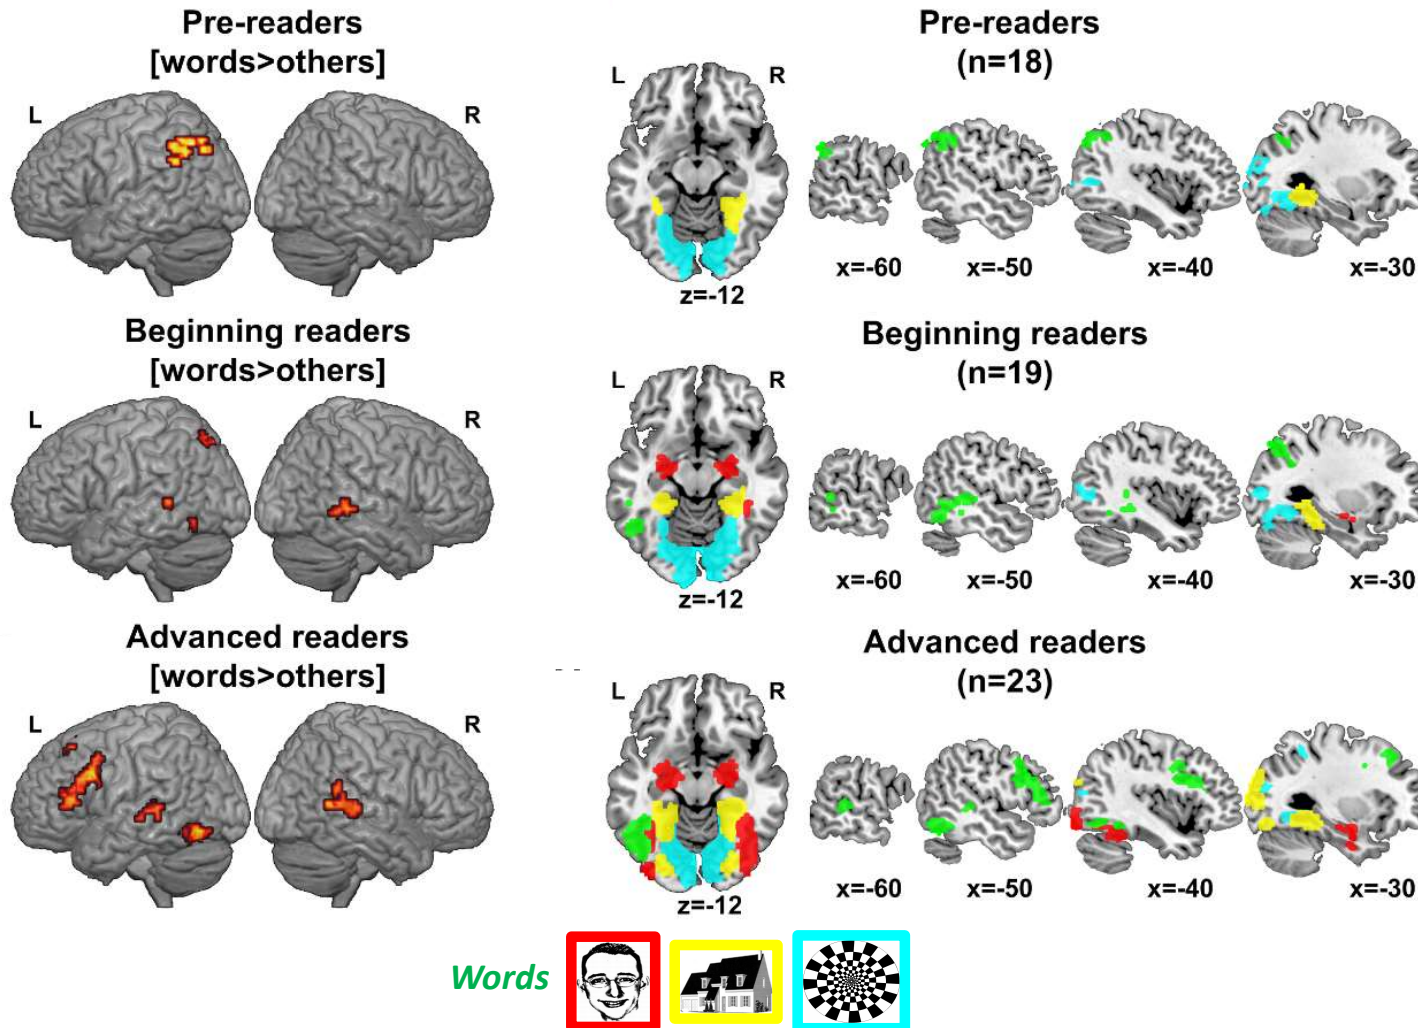 Pre-readers
[words>others]
L
R
Pre-readers
(n=18)
L
R
z=-12
x=-60
x=-50
x=-40
x=-30
Beginning readers
[words>others]
L
R
Beginning readers
(n=19)
L
R
z=-12
x=-60
x=-50
x=-40
x=-30
Advanced readers
[words>others]
L
R
Advanced readers
(n=23)
L
R
z=-12
x=-60
x=-50
x=-40
x=-30
Words